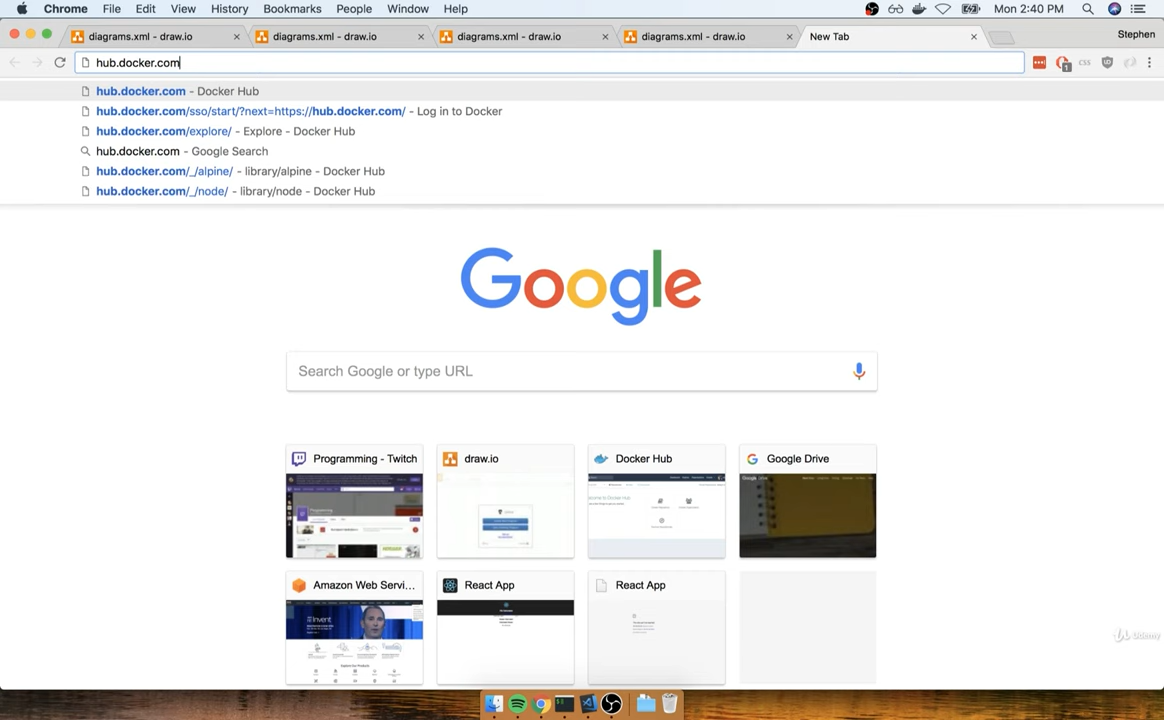 Chrome File Edit View History Bookmarks People Window Help Mon 2:40 PM
diagrams.xml - draw.io diagrams.xml - draw.io diagrams.xml - draw.io diagrams.xml - draw.io New Tab Stephen
hub.docker.com
hub.docker.com - Docker Hub
hub.docker.com/sso/start/?next=https://hub.docker.com/ - Log in to Docker
hub.docker.com/explore/ - Explore - Docker Hub
hub.docker.com - Google Search
hub.docker.com/_/alpine/ - library/alpine - Docker Hub
hub.docker.com/_/node/ - library/node - Docker Hub
Google
Search Google or type URL
Programming - Twitch draw.io Docker Hub Google Drive
Amazon Web Servi... React App React App
Udemy